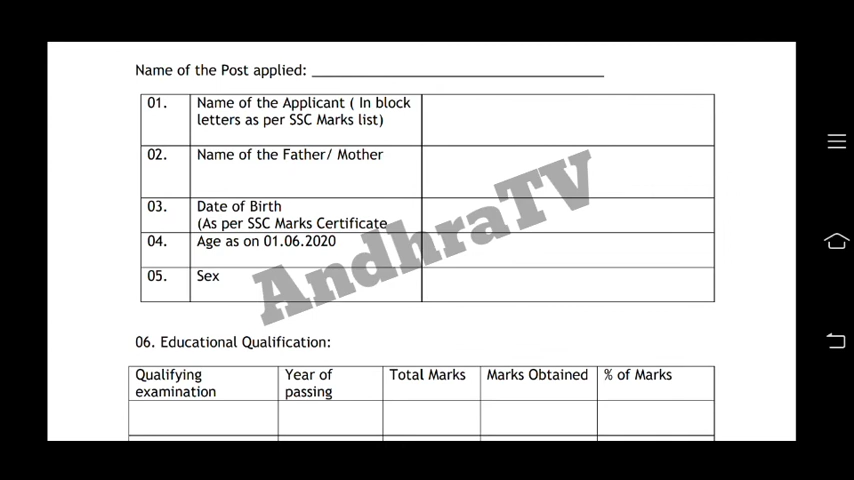 Name of the Post applied: ____________________
01. Name of the Applicant ( In block
letters as per SSC Marks list)
02. Name of the Father/ Mother
03. Date of Birth
(As per SSC Marks Certificate
04. Age as on 01.06.2020
05. Sex
AndhraTV
06. Educational Qualification:
Qualifying Year of Total Marks Marks Obtained % of Marks
examination passing